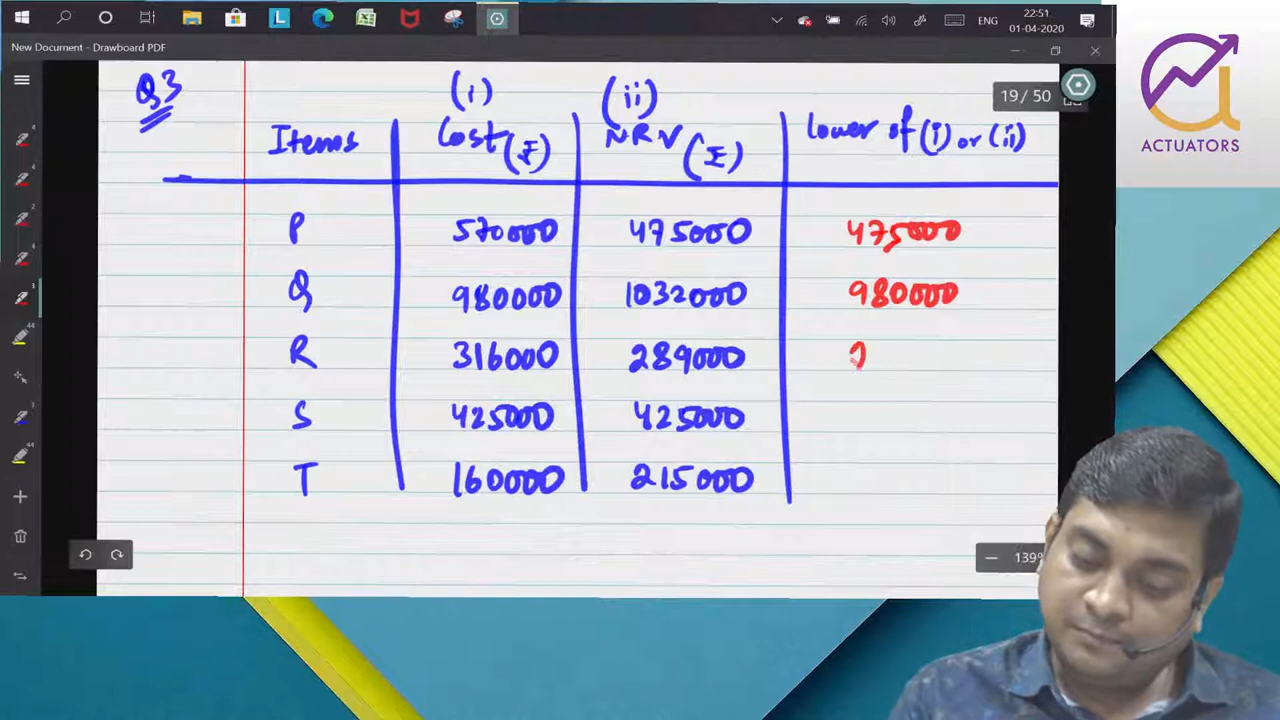 22:51
ENG
01-04-2020
New Document - Drawboard PDF
19 / 50
ACTUATORS
Q3
(i) (ii)
Items Cost (₹) NRV (₹) Lower of (i) or (ii)
P 570000 475000 475000
Q 980000 1032000 980000
R 316000 289000 2
S 425000 425000
T 160000 215000
139%